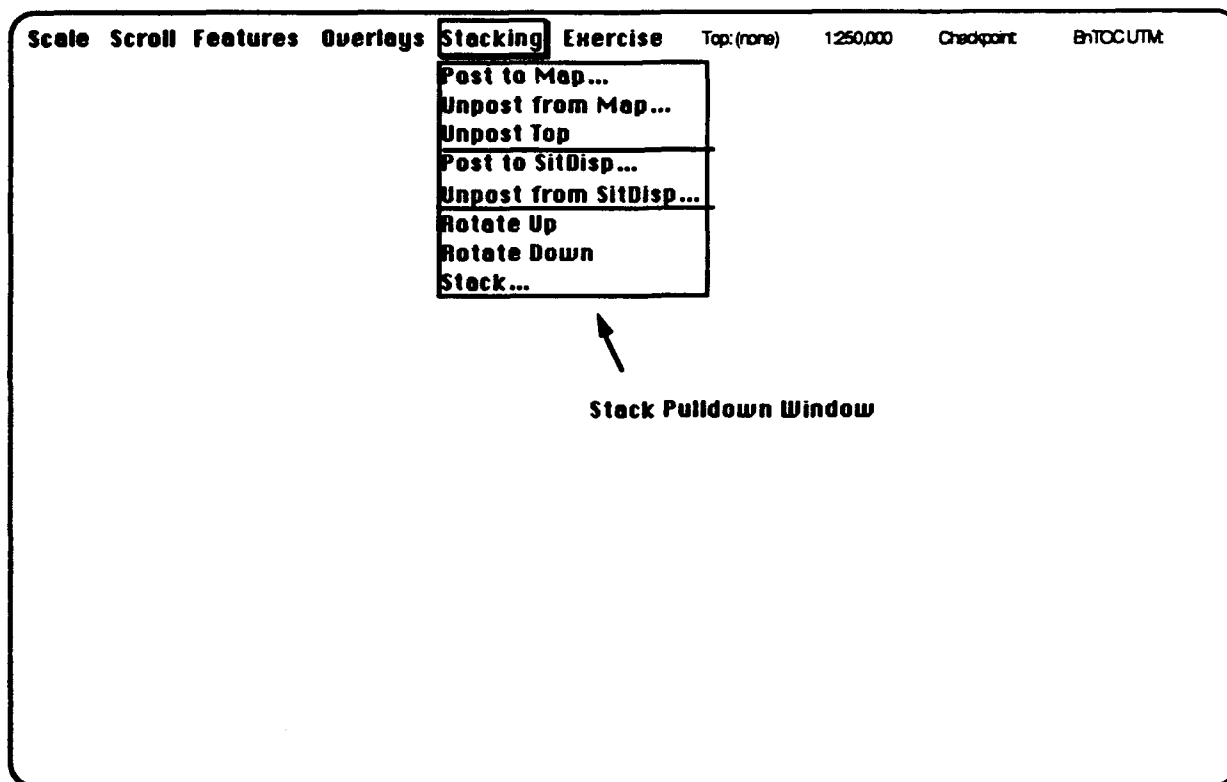 Scale Scroll Features Overlays Stacking Exercise Top: (none) 1:250,000 Checkpoint: BnTOC UTM:
Post to Map...
Unpost from Map...
Unpost Top
Post to SitDisp...
Unpost from SitDisp...
Rotate Up
Rotate Down
Stack...
Stack Pulldown Window